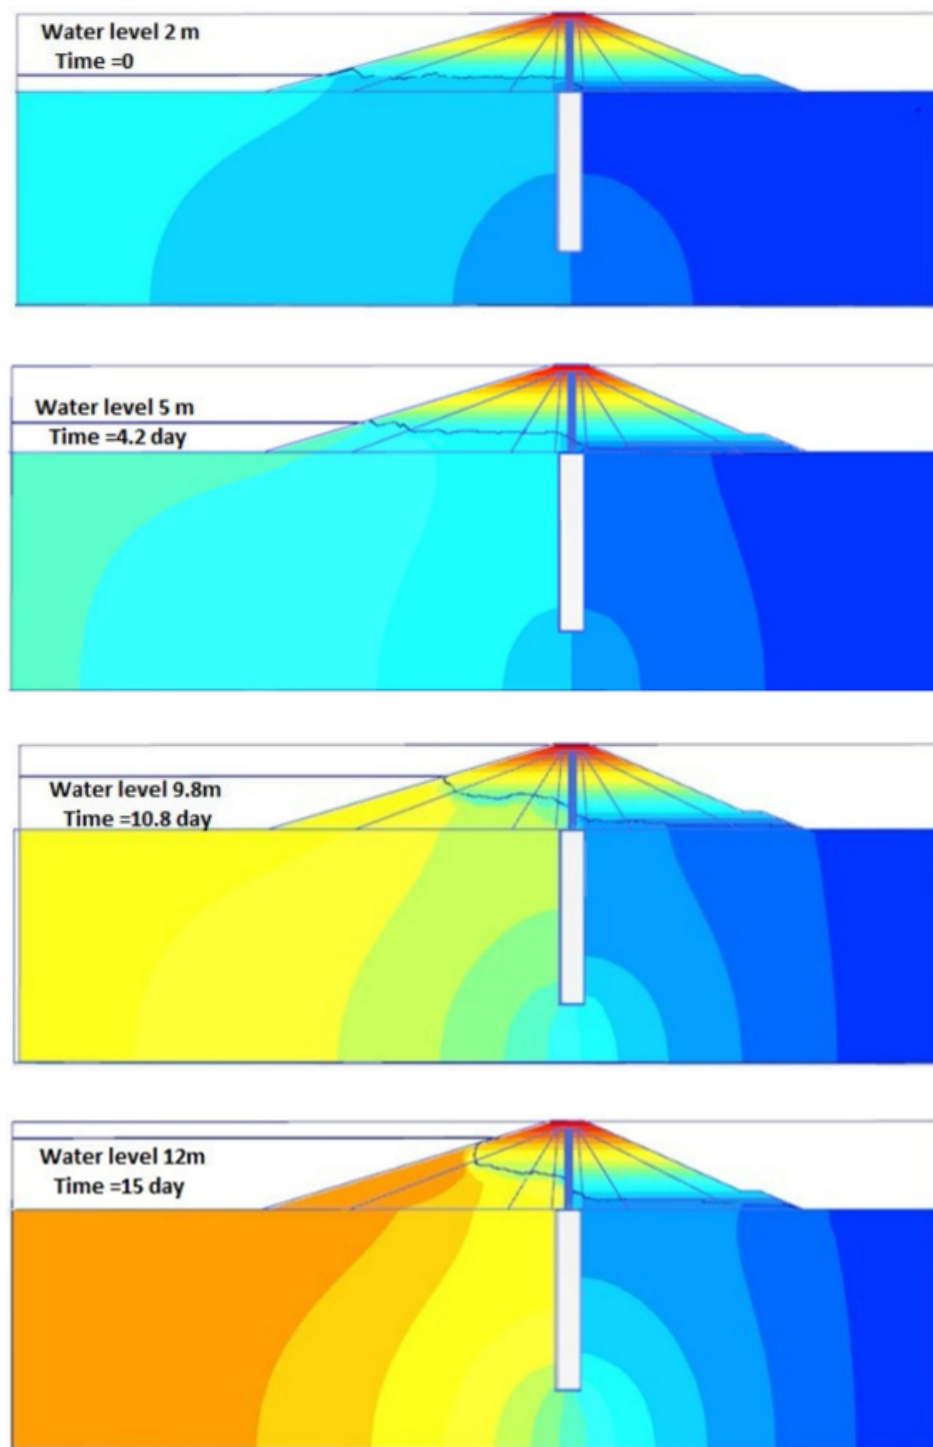 Water level 2 m
Time =0
Water level 5 m
Time =4.2 day
Water level 9.8m
Time =10.8 day
Water level 12m
Time =15 day